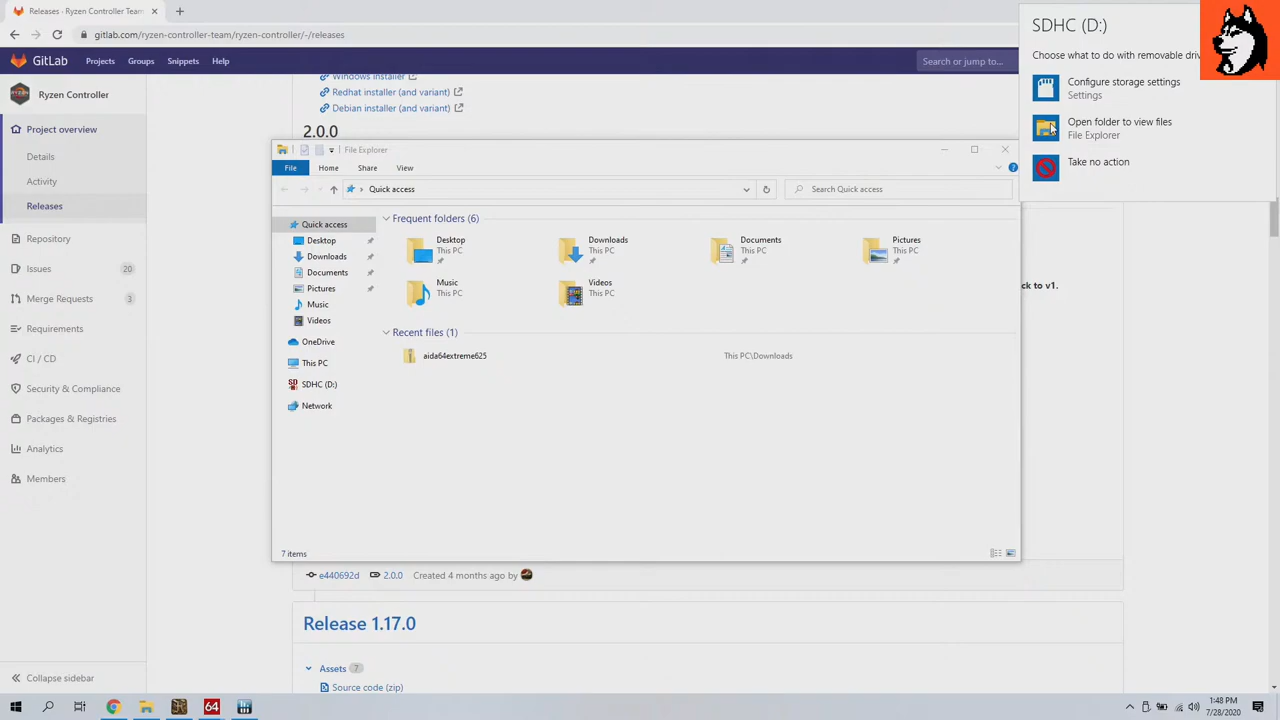 Releases · Ryzen Controller Team
gitlab.com/ryzen-controller-team/ryzen-controller/-/releases
GitLab
Projects
Groups
Snippets
Help
Search or jump to...
Ryzen Controller
Project overview
Details
Activity
Releases
Repository
Issues
20
Merge Requests
3
Requirements
CI / CD
Security & Compliance
Packages & Registries
Analytics
Members
Collapse sidebar
Windows installer
Redhat installer (and variant)
Debian installer (and variant)
2.0.0
File Explorer
File
Home
Share
View
Quick access
Search Quick access
Quick access
Desktop
Downloads
Documents
Pictures
Music
Videos
OneDrive
This PC
SDHC (D:)
Network
Frequent folders (6)
Desktop
This PC
Downloads
This PC
Documents
This PC
Pictures
This PC
Music
This PC
Videos
This PC
Recent files (1)
aida64extreme625
This PC\Downloads
7 items
ck to v1.
e440692d
2.0.0
Created 4 months ago by
Release 1.17.0
Assets
7
Source code (zip)
SDHC (D:)
Choose what to do with removable driv
Configure storage settings
Settings
Open folder to view files
File Explorer
Take no action
64
1:48 PM
7/28/2020